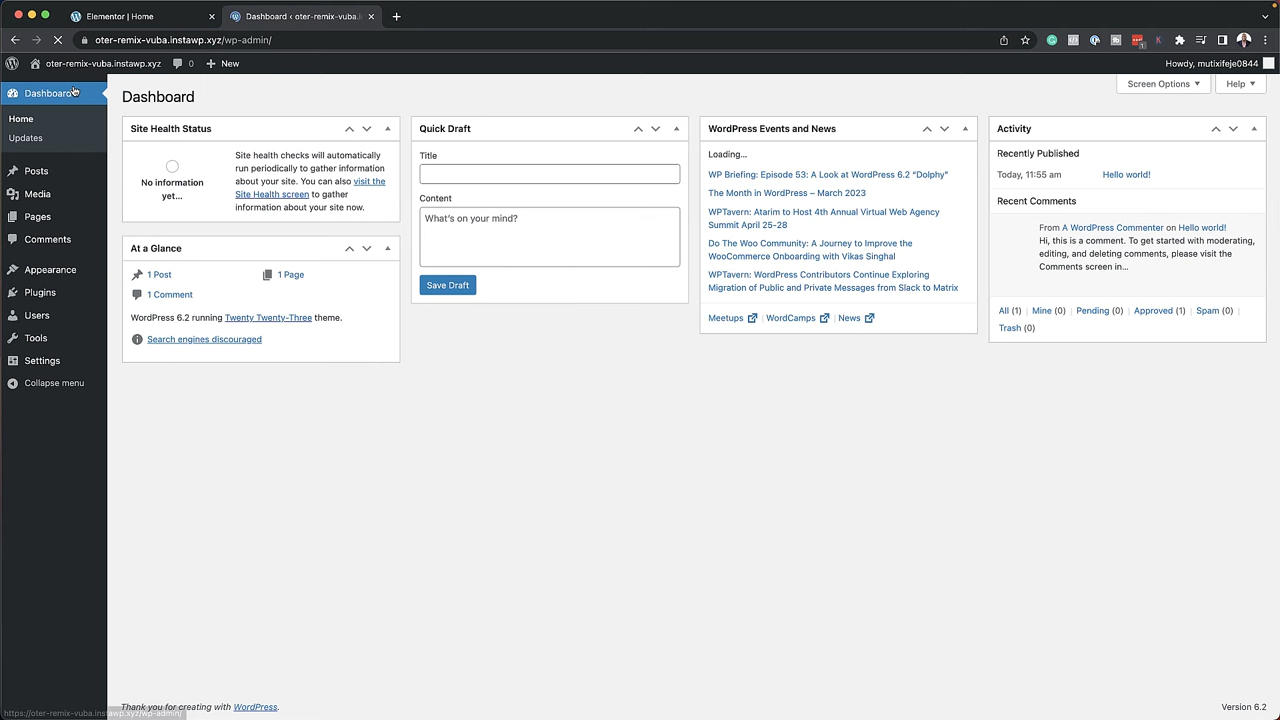 Elementor | Home
Dashboard ‹ oter-remix-vuba.i
oter-remix-vuba.instawp.xyz/wp-admin/
oter-remix-vuba.instawp.xyz
0
New
Howdy, mutixifeje0844
Dashboard
Home
Updates
Posts
Media
Pages
Comments
Appearance
Plugins
Users
Tools
Settings
Collapse menu
Dashboard
Screen Options
Help
Site Health Status
No information
yet...
Site health checks will automatically
run periodically to gather information
about your site. You can also visit the
Site Health screen to gather
information about your site now.
At a Glance
1 Post
1 Page
1 Comment
WordPress 6.2 running Twenty Twenty-Three theme.
Search engines discouraged
Quick Draft
Title
Content
What's on your mind?
Save Draft
WordPress Events and News
Loading...
WP Briefing: Episode 53: A Look at WordPress 6.2 “Dolphy”
The Month in WordPress – March 2023
WPTavern: Atarim to Host 4th Annual Virtual Web Agency
Summit April 25-28
Do The Woo Community: A Journey to Improve the
WooCommerce Onboarding with Vikas Singhal
WPTavern: WordPress Contributors Continue Exploring
Migration of Public and Private Messages from Slack to Matrix
Meetups | WordCamps | News
Activity
Recently Published
Today, 11:55 am
Hello world!
Recent Comments
From A WordPress Commenter on Hello world!
Hi, this is a comment. To get started with moderating,
editing, and deleting comments, please visit the
Comments screen in...
All (1) | Mine (0) | Pending (0) | Approved (1) | Spam (0) |
Trash (0)
https://oter-remix-vuba.instawp.xyz/wp-admin/
Thank you for creating with WordPress.
Version 6.2